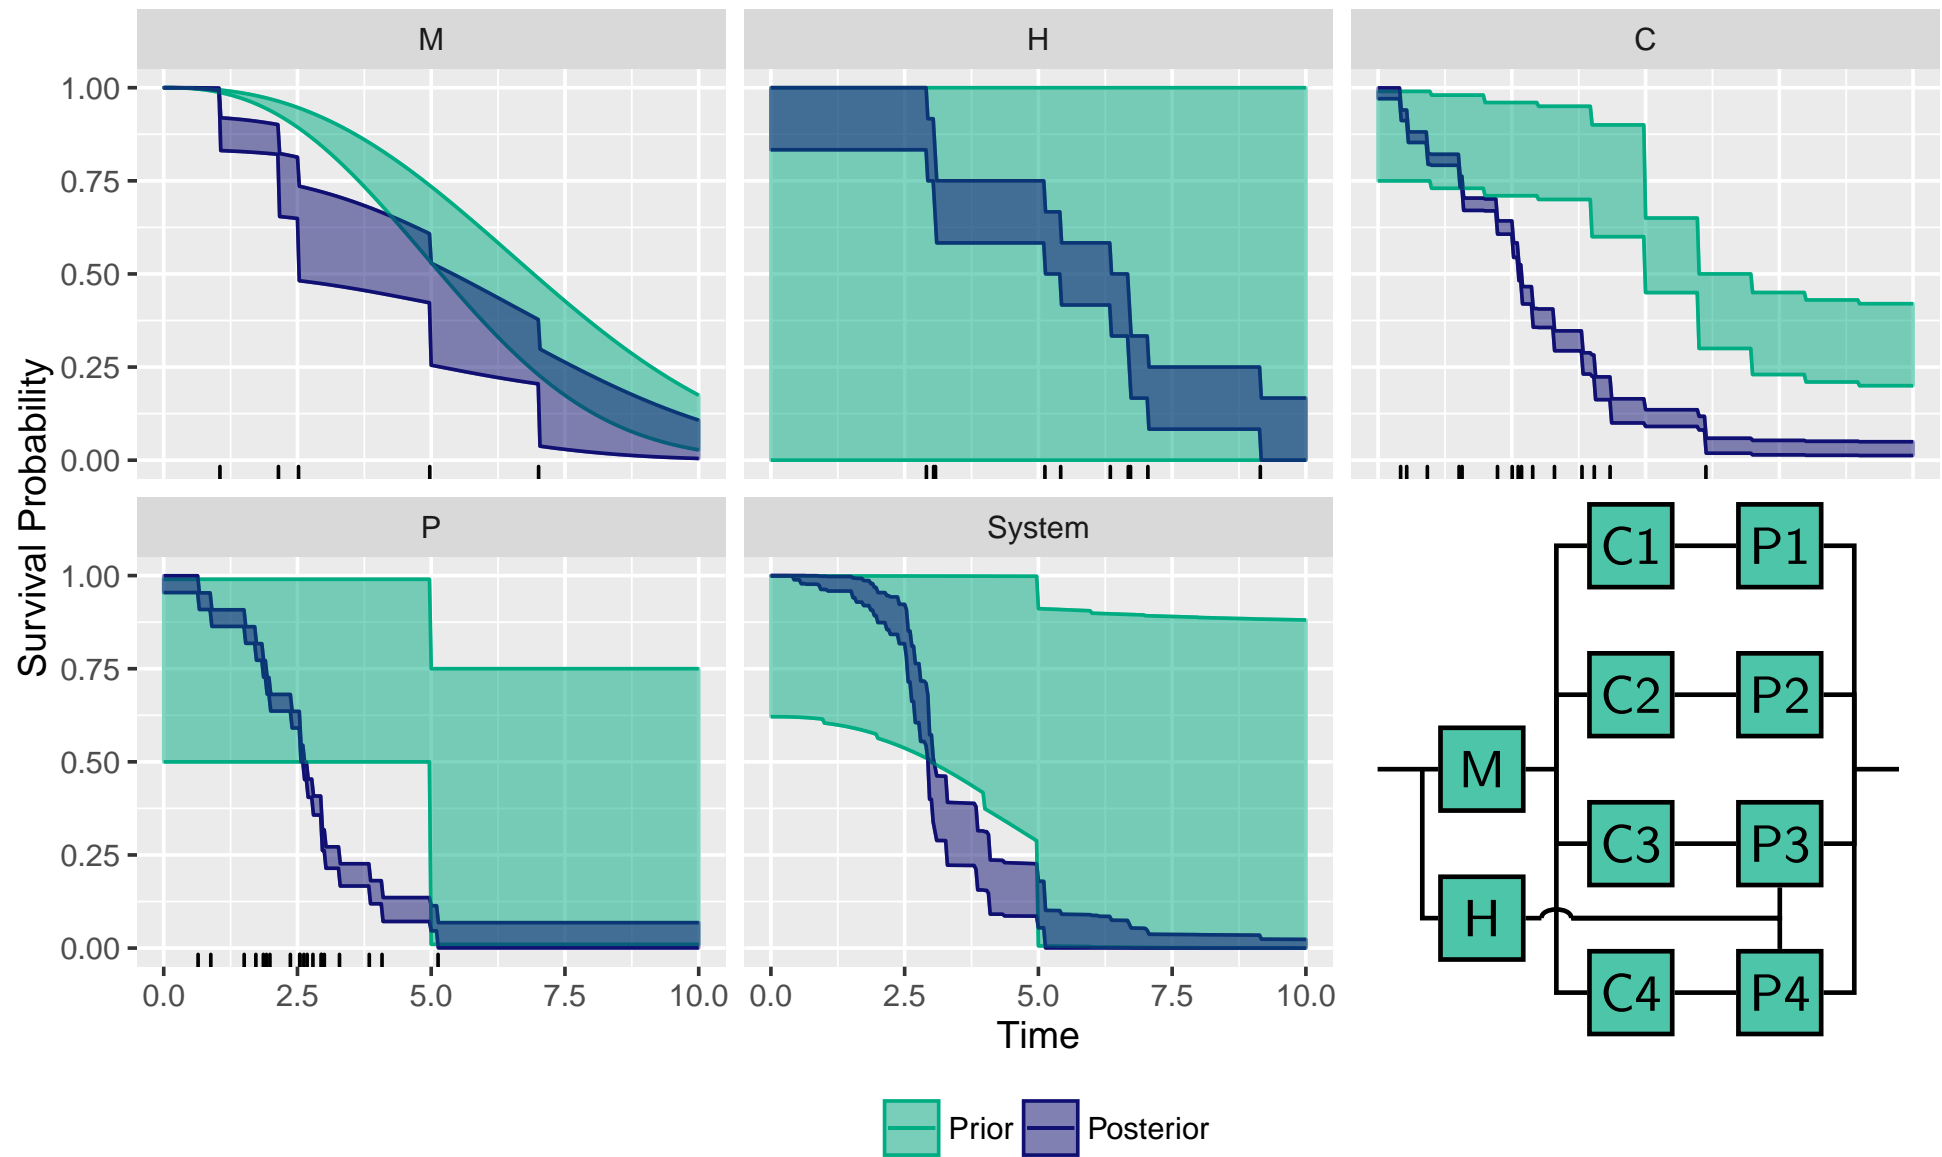 M
H
C
Survival Probability
1.00
0.75
0.50
0.25
0.00
P
System
1.00
0.75
0.50
0.25
0.00
0.0 2.5 5.0 7.5 10.0
0.0 2.5 5.0 7.5 10.0
Time
C1 P1
C2 P2
M
C3 P3
H
C4 P4
Prior Posterior